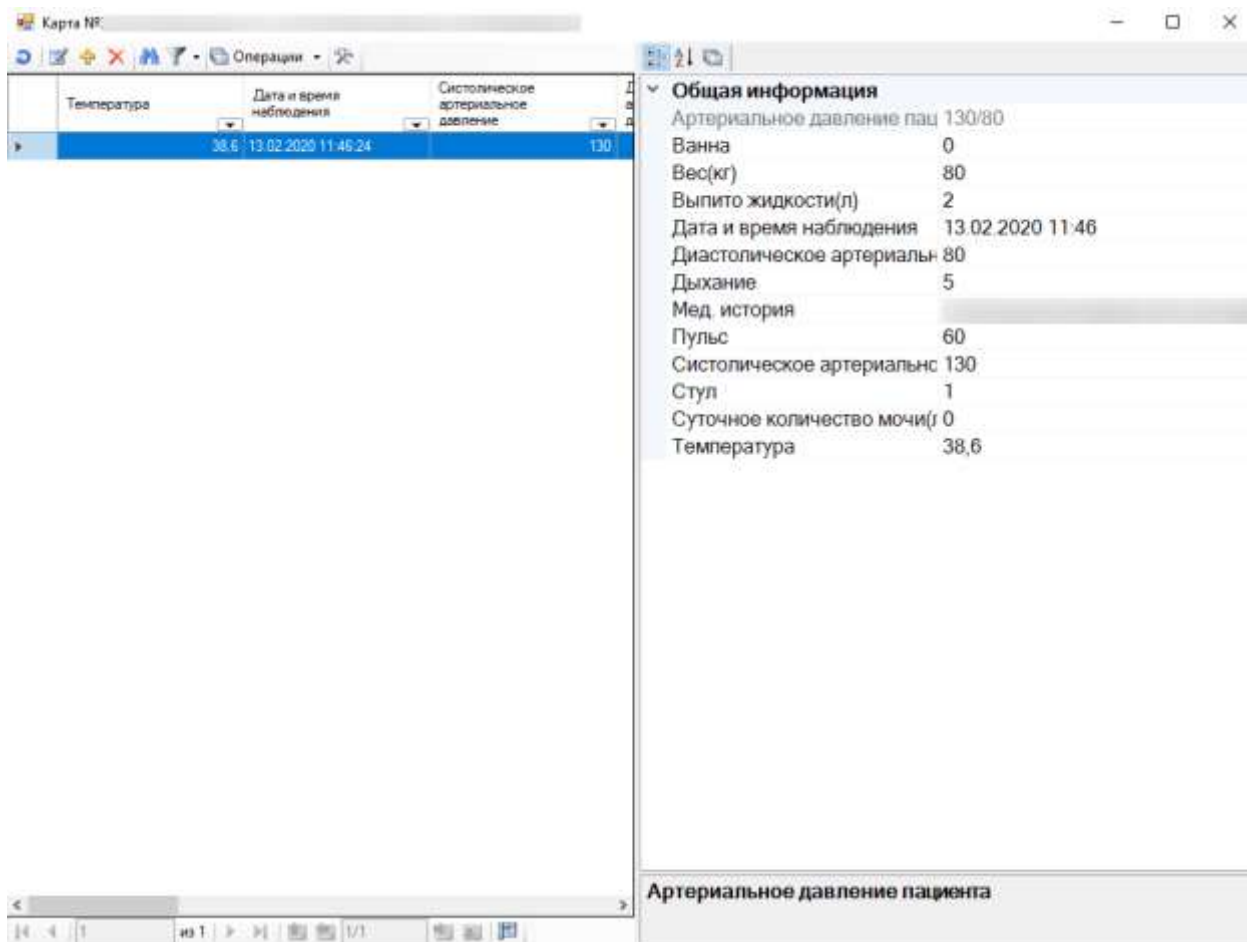 Карта №
Операции
Температура
Дата и время
наблюдения
Систолическое
артериальное
давление
38,6 13.02.2020 11:46:24 130
1 из 1 1/1
Общая информация
Артериальное давление пац 130/80
Ванна 0
Вес(кг) 80
Выпито жидкости(л) 2
Дата и время наблюдения 13.02.2020 11:46
Диастолическое артериальн 80
Дыхание 5
Мед. история
Пульс 60
Систолическое артериальнс 130
Стул 1
Суточное количество мочи(г 0
Температура 38,6
Артериальное давление пациента